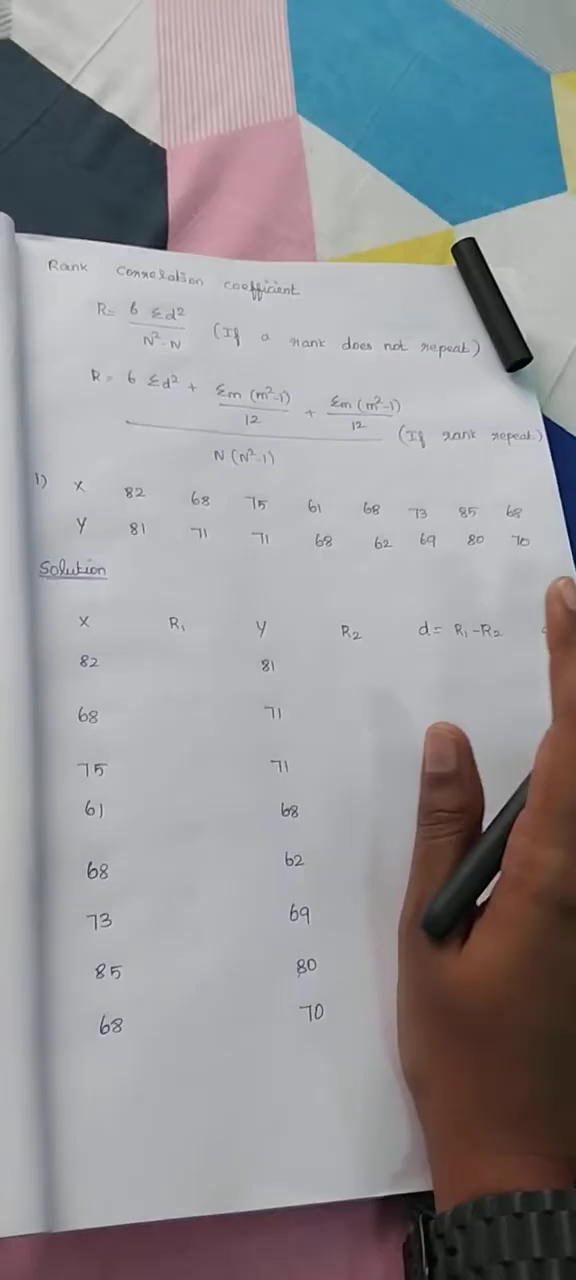 Rank Correlation coefficient
R= 6 Σd² / N³-N (If a rank does not repeat)
R= 6 Σd² + Σm(m²-1)/12 + Σm(m²-1)/12 / N(N²-1) (If rank repeat)
1) X 82 68 75 61 68 73 85 68
Y 81 71 71 68 62 69 80 70
Solution
X R₁ Y R₂ d= R₁-R₂
82 81
68 71
75 71
61 68
68 62
73 69
85 80
68 70